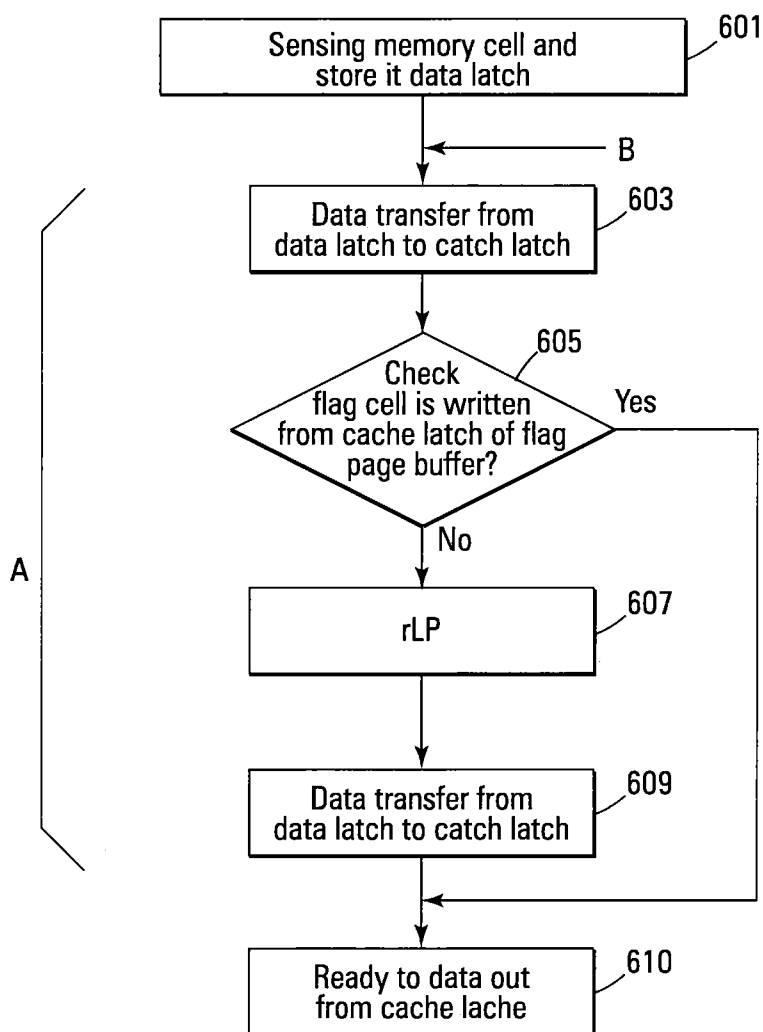 Sensing memory cell and
store it data latch
601
B
Data transfer from
data latch to catch latch
603
605
Check
flag cell is written
from cache latch of flag
page buffer?
Yes
No
A
rLP
607
Data transfer from
data latch to catch latch
609
Ready to data out
from cache lache
610